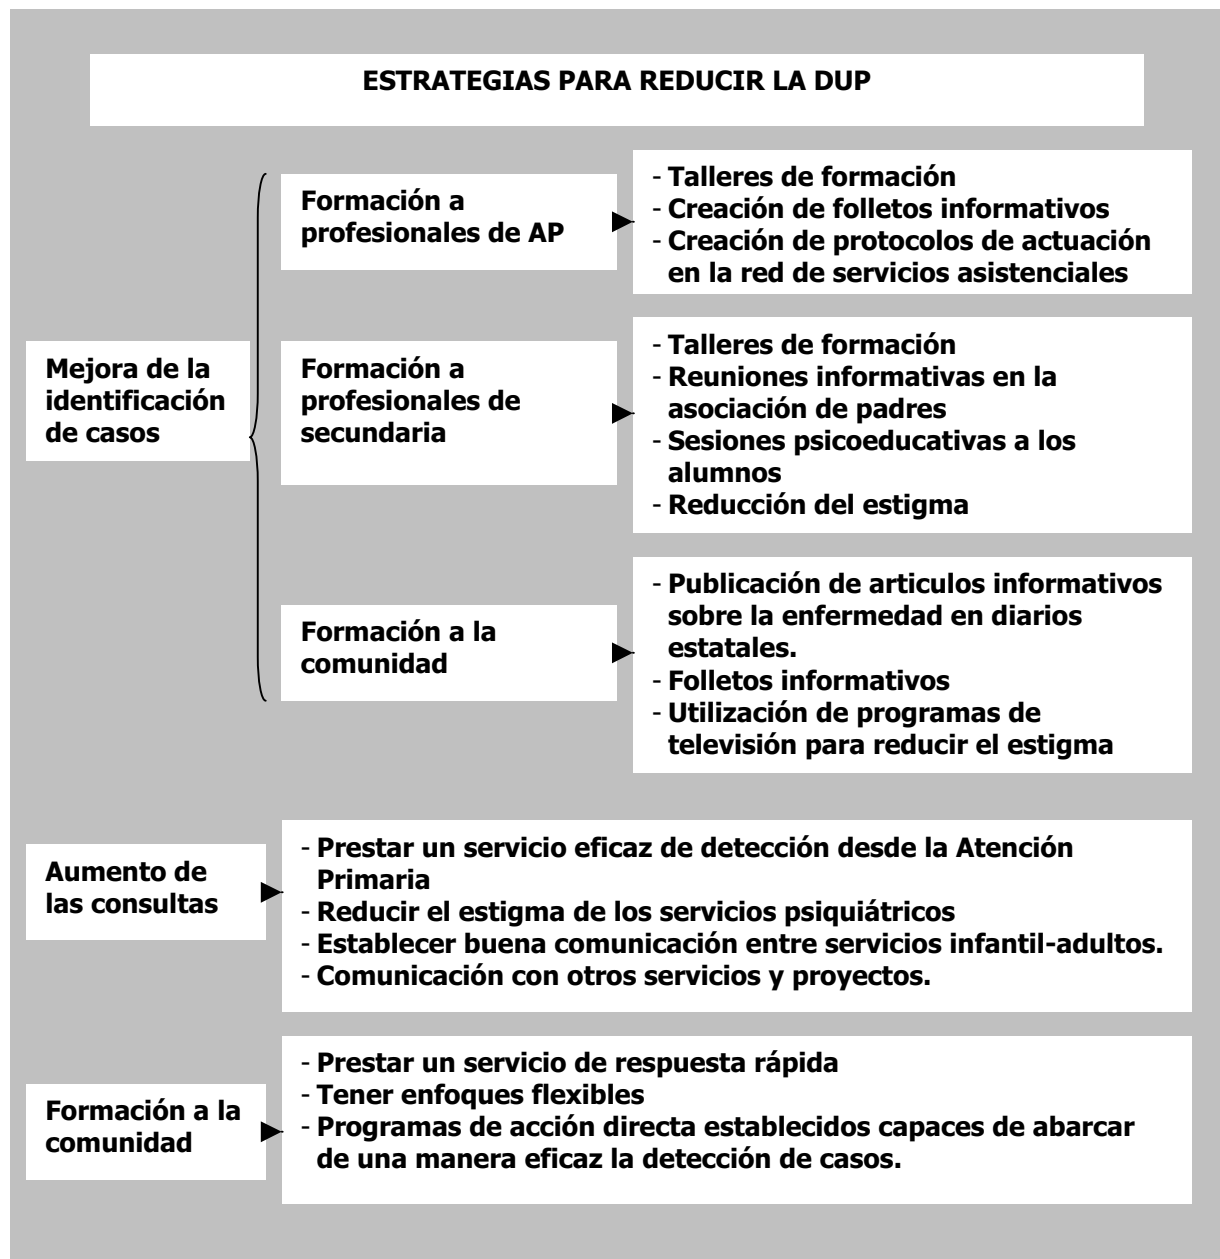 ESTRATEGIAS PARA REDUCIR LA DUP
Mejora de la
identificación
de casos
Formación a
profesionales de AP
- Talleres de formación
- Creación de folletos informativos
- Creación de protocolos de actuación
en la red de servicios asistenciales
Formación a
profesionales de
secundaria
- Talleres de formación
- Reuniones informativas en la
asociación de padres
- Sesiones psicoeducativas a los
alumnos
- Reducción del estigma
Formación a la
comunidad
- Publicación de articulos informativos
sobre la enfermedad en diarios
estatales.
- Folletos informativos
- Utilización de programas de
televisión para reducir el estigma
Aumento de
las consultas
- Prestar un servicio eficaz de detección desde la Atención
Primaria
- Reducir el estigma de los servicios psiquiátricos
- Establecer buena comunicación entre servicios infantil-adultos.
- Comunicación con otros servicios y proyectos.
Formación a la
comunidad
- Prestar un servicio de respuesta rápida
- Tener enfoques flexibles
- Programas de acción directa establecidos capaces de abarcar
de una manera eficaz la detección de casos.